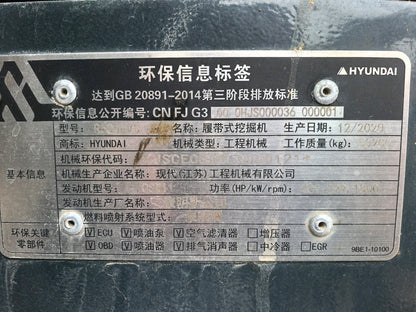 环保信息标签
HYUNDAI
达到GB 20891-2014第三阶段排放标准
环保信息公开编号: CN FJ G3 00 0HJS000036 000001
型号: 名称: 履带式挖掘机 生产日期: 12/2020
商标: HYUNDAI 机械类型: 工程机械 工作质量(kg):
机械环保代码:
基本信息
机械生产企业名称: 现代(江苏)工程机械有限公司
发动机型号: 功率(HP/kW/rpm):
发动机生产厂
燃料喷射系统型式:
环保关键零部件
☑ECU ☑喷油泵 ☑空气滤清器 □增压器
☑OBD ☑喷油器 ☑排气消声器 □中冷器 □EGR
9BE1-10100